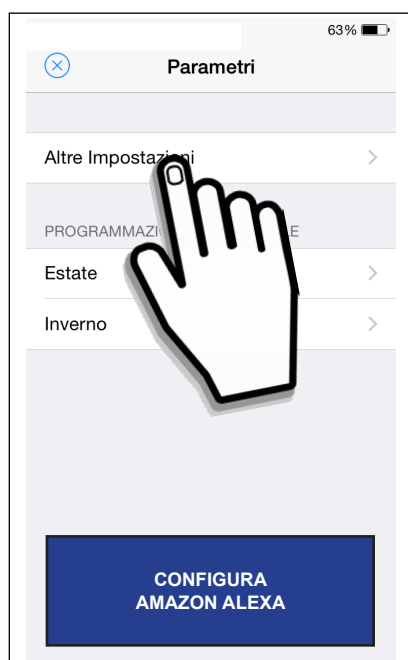 63%
Parametri
Altre Impostazioni
Estate
Inverno
CONFIGURA
AMAZON ALEXA